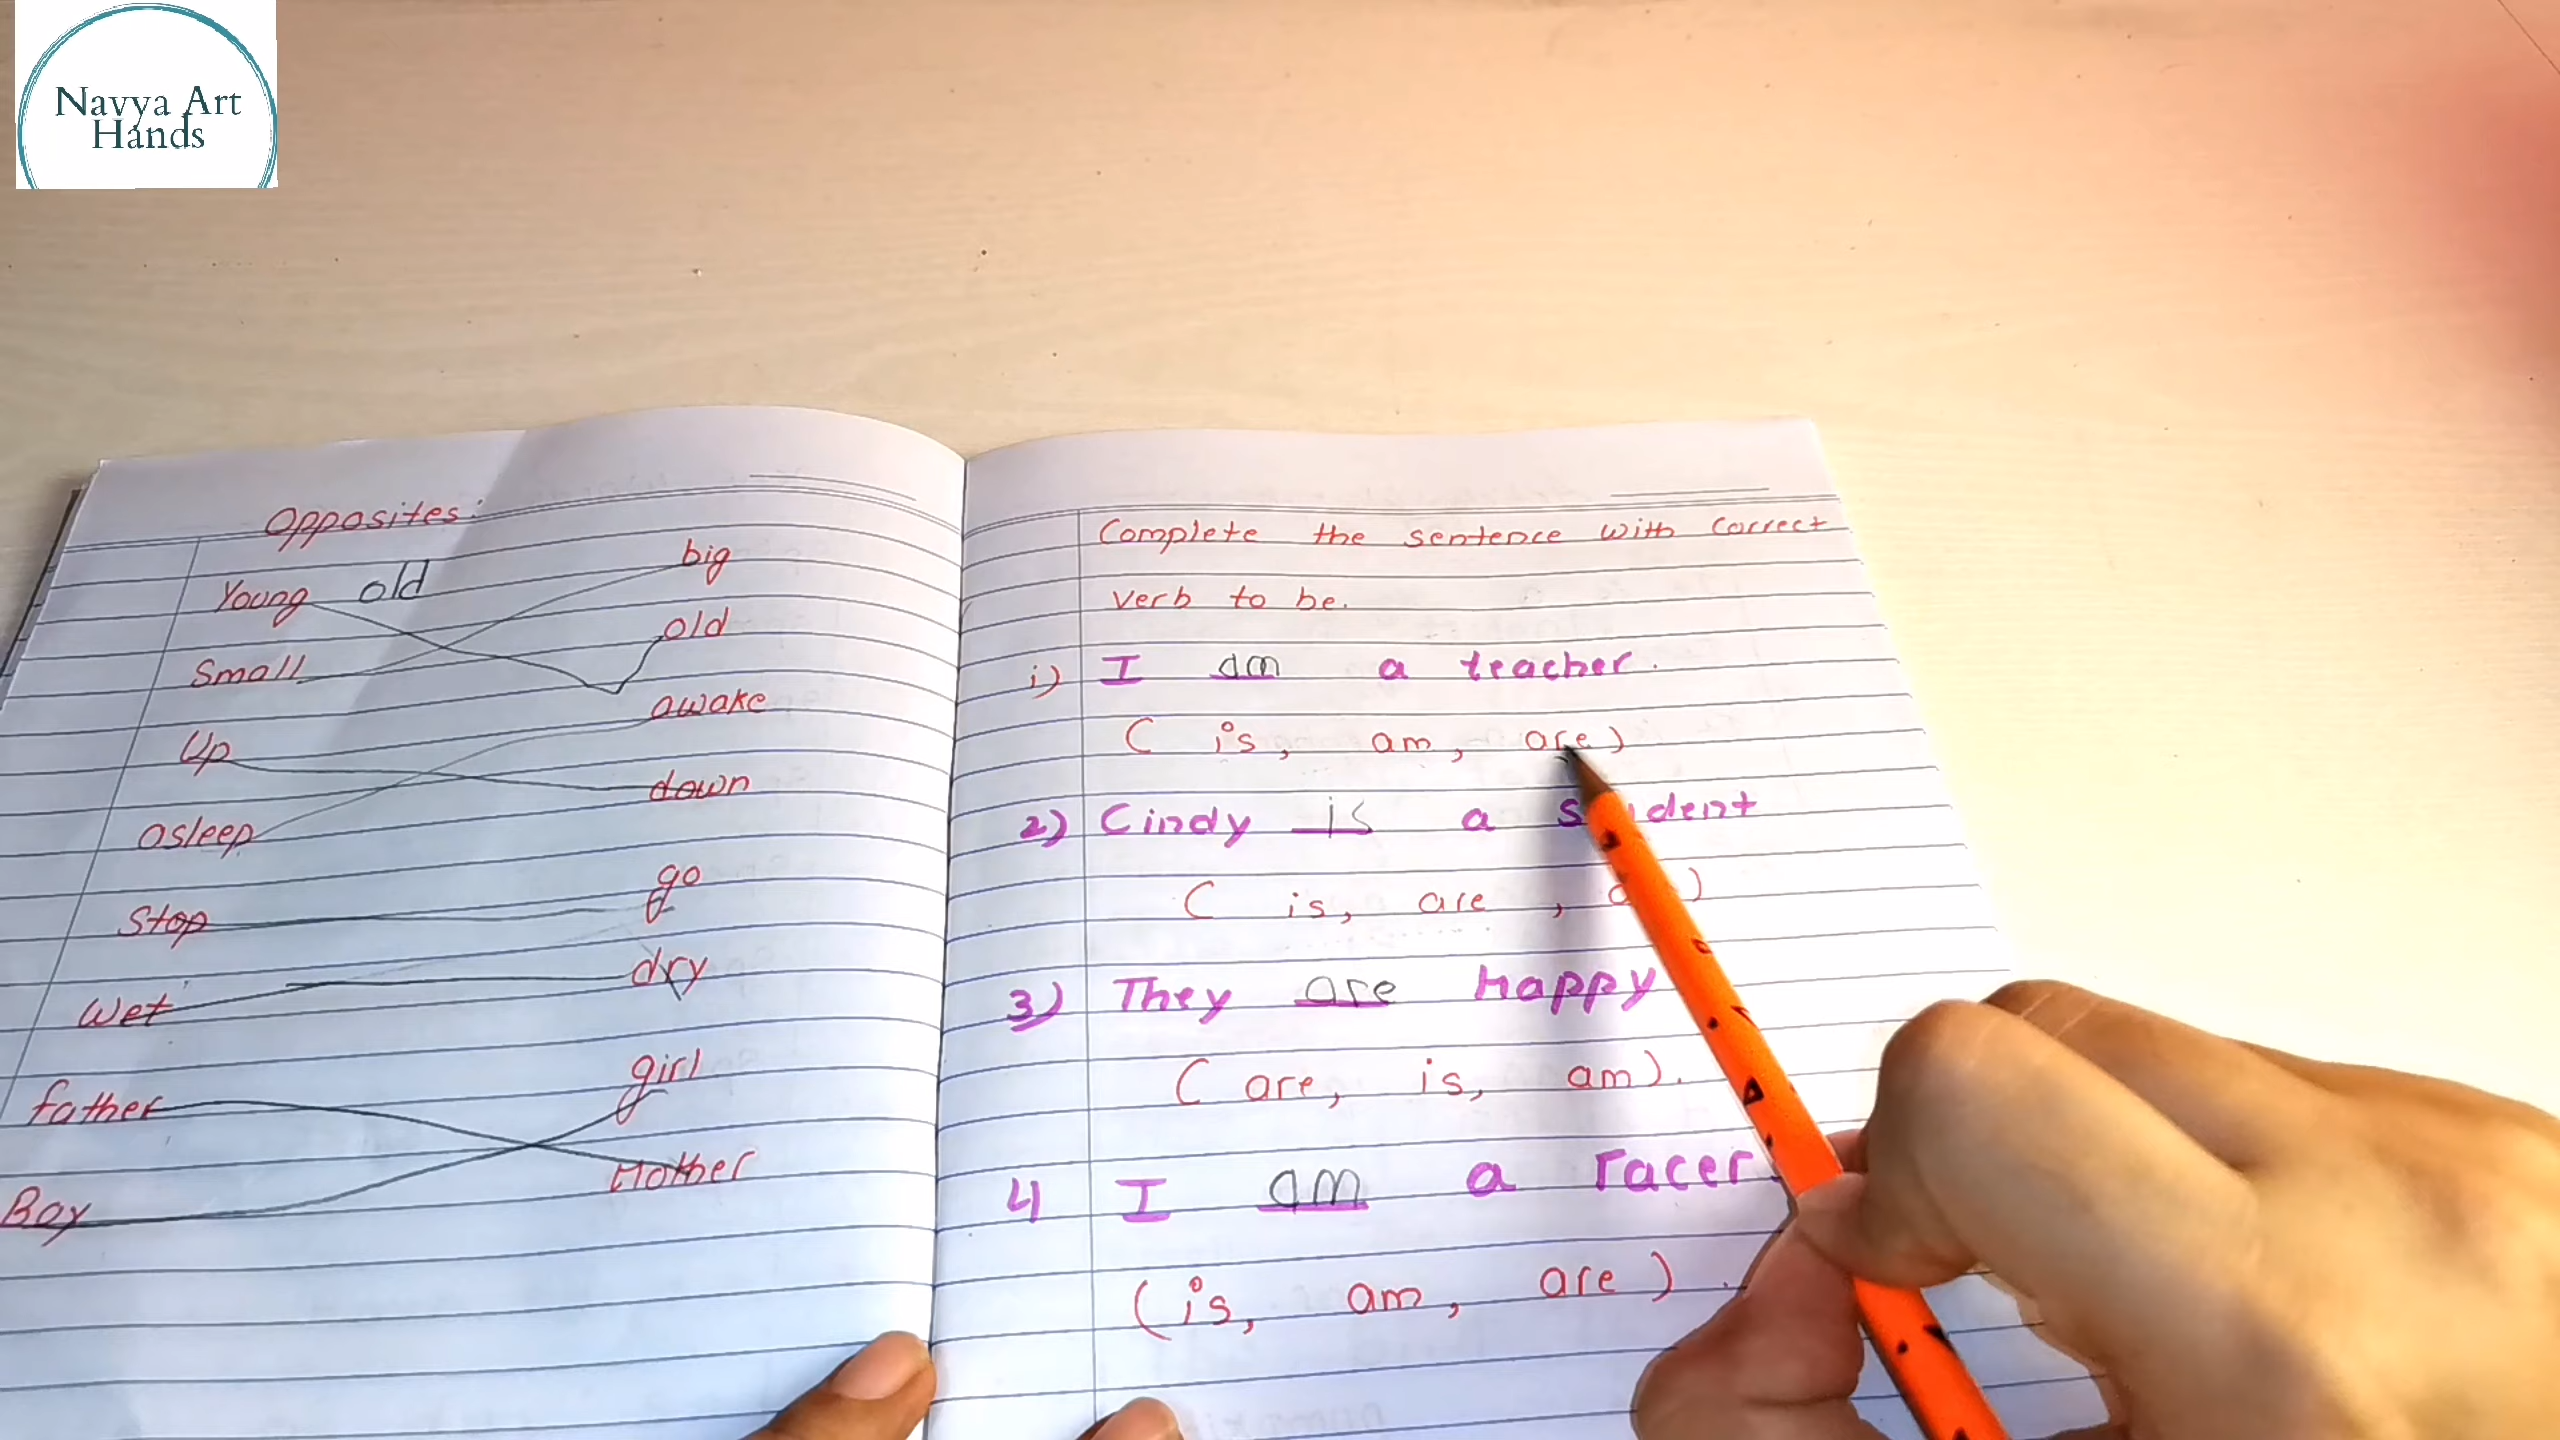 Navya Art
Hands
Opposites:
Young old big
Small old
Up awake
asleep down
Stop go
wet dry
father girl
Boy Mother
Complete the sentence with correct
verb to be.
i) I am a teacher.
( is, am, are)
2) Cindy is a student
( is, are, )
3) They are Happy
( are, is, am).
4 I am a racer
(is, am, are) .